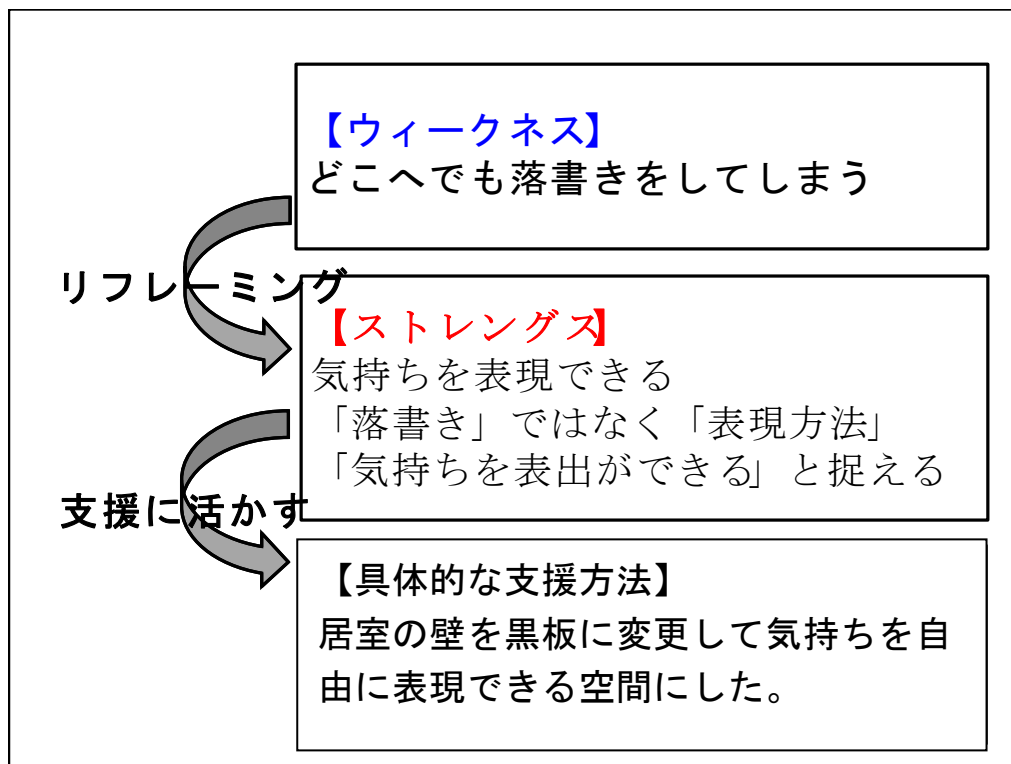 【ウィークネス】
どこへでも落書きをしてしまう
リフレーミング
【ストレングス】
気持ちを表現できる
「落書き」ではなく「表現方法」
「気持ちを表出ができる」と捉える
支援に活かす
【具体的な支援方法】
居室の壁を黒板に変更して気持ちを自
由に表現できる空間にした。